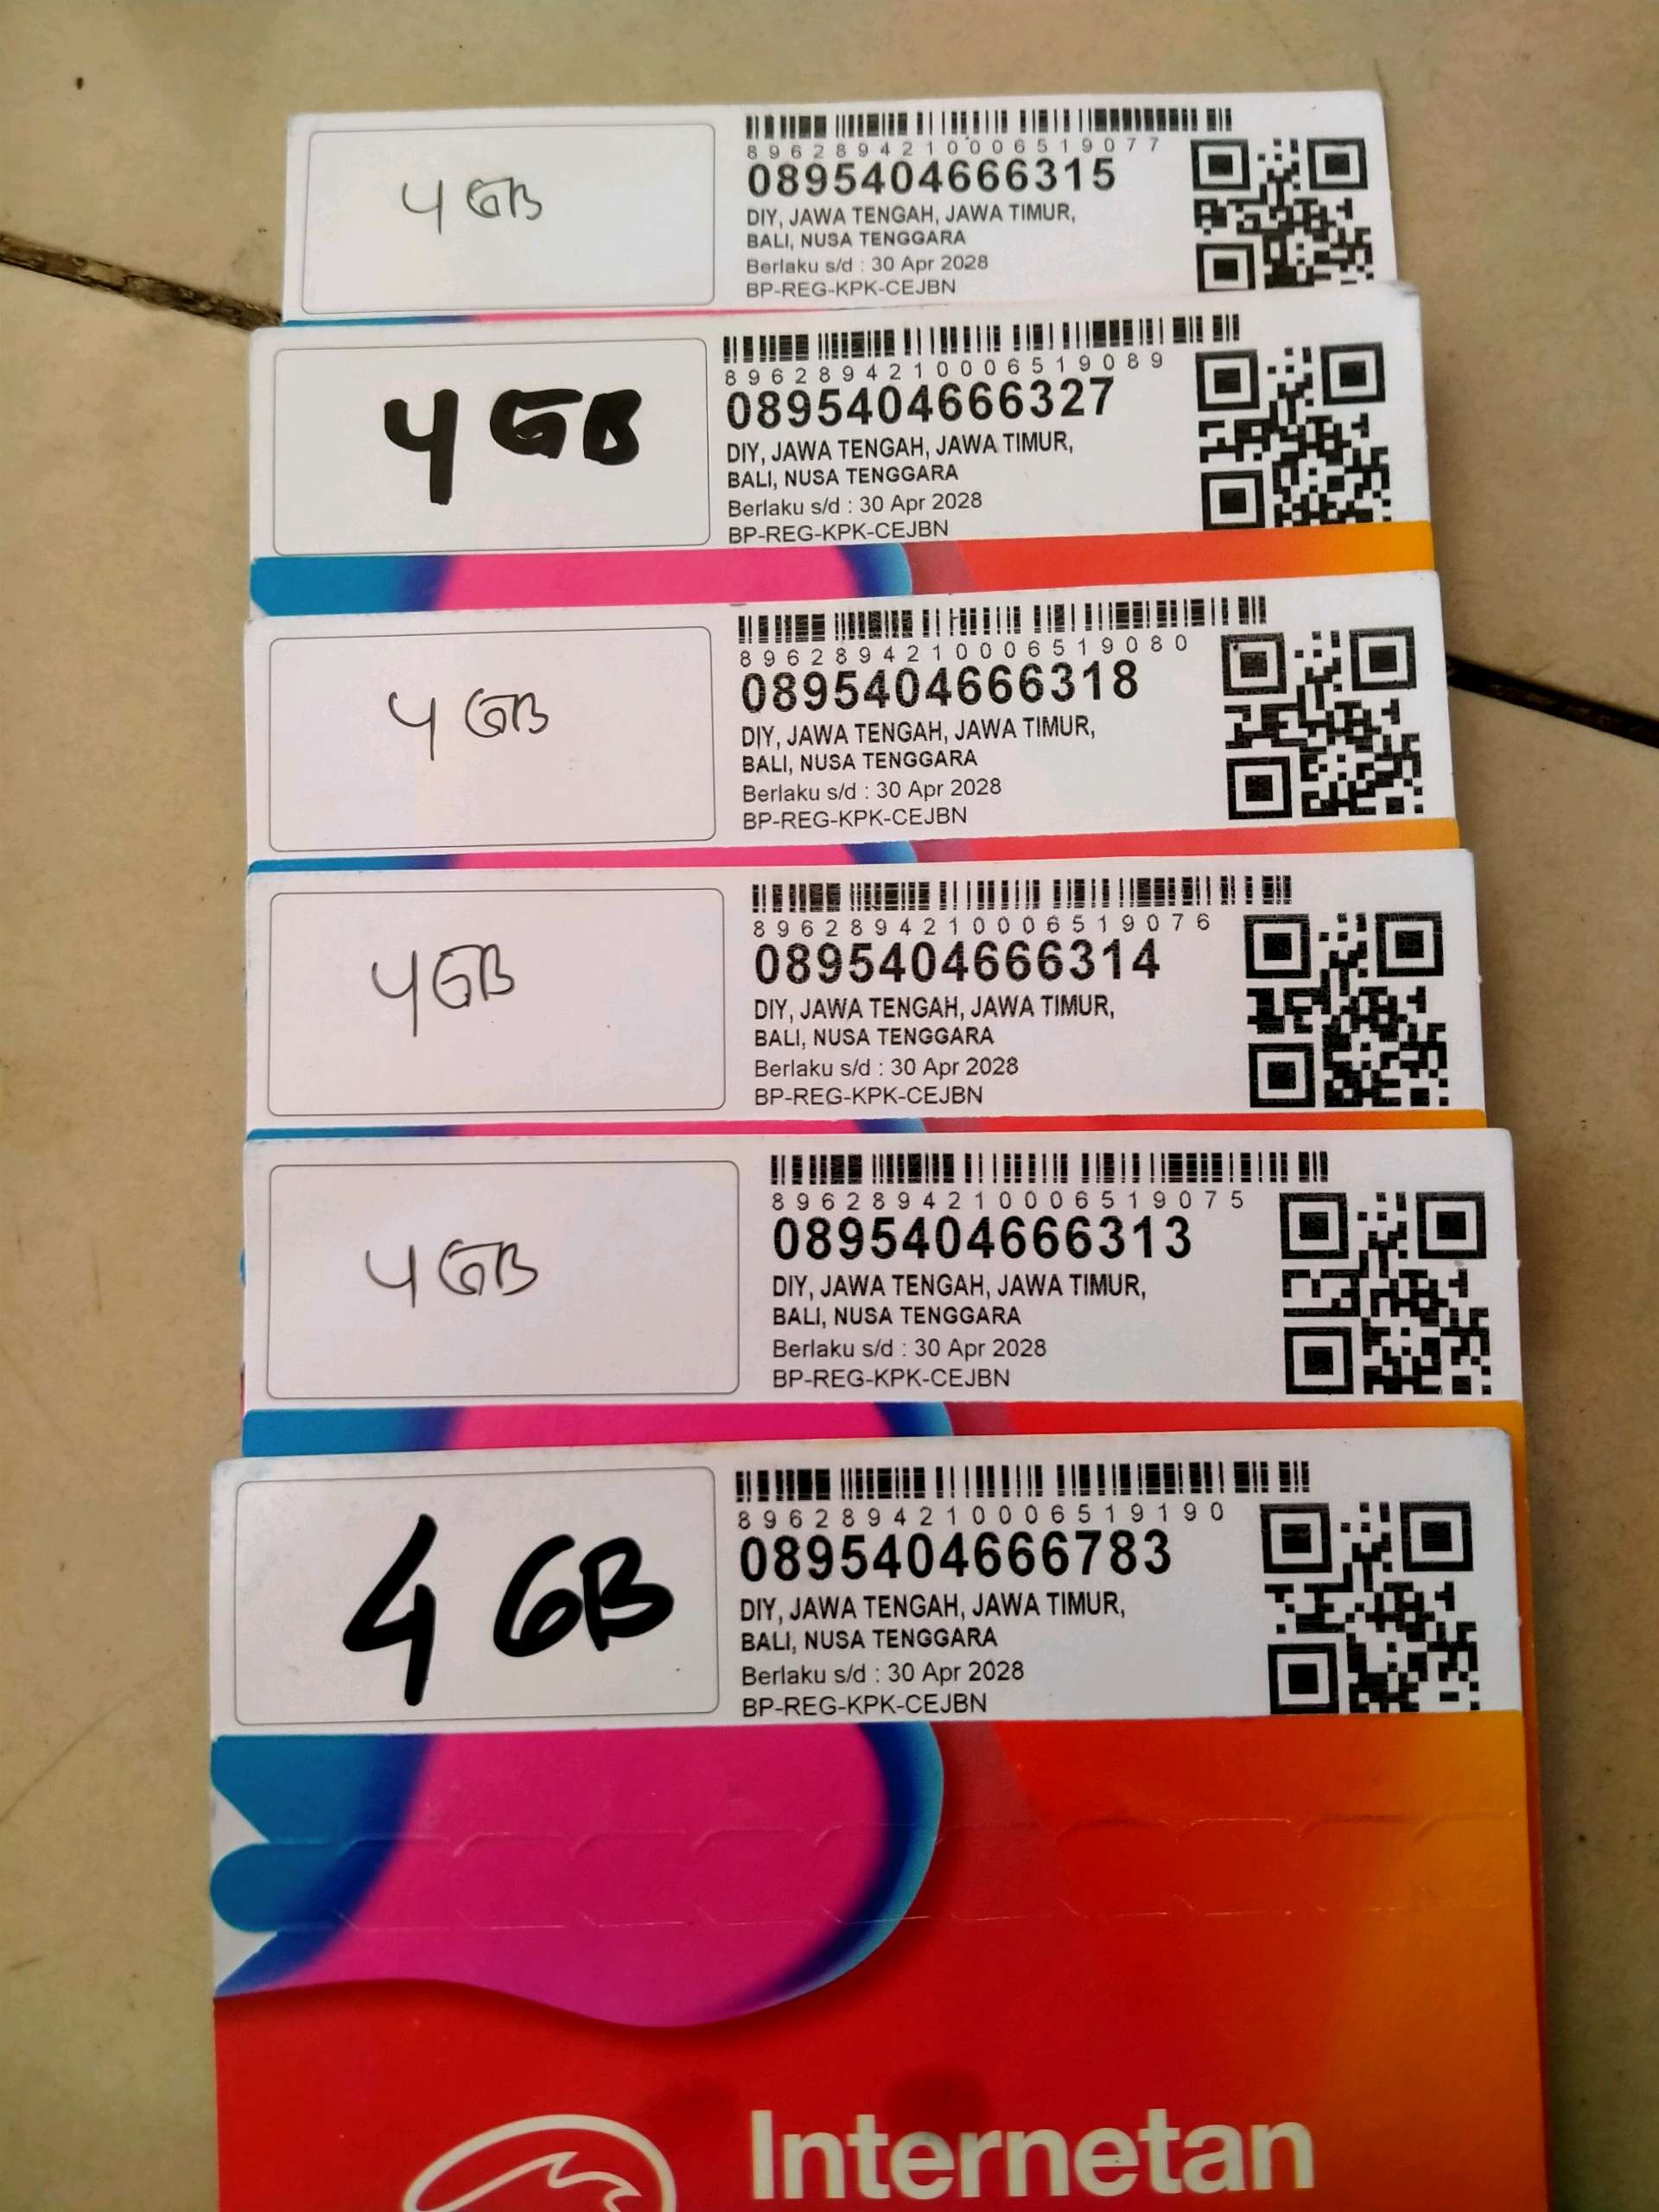 4 GB
8962894210006519077
0895404666315
DIY, JAWA TENGAH, JAWA TIMUR,
BALI, NUSA TENGGARA
Berlaku s/d : 30 Apr 2028
BP-REG-KPK-CEJBN
4 GB
8962894210006519089
0895404666327
DIY, JAWA TENGAH, JAWA TIMUR,
BALI, NUSA TENGGARA
Berlaku s/d : 30 Apr 2028
BP-REG-KPK-CEJBN
4 GB
8962894210006519080
0895404666318
DIY, JAWA TENGAH, JAWA TIMUR,
BALI, NUSA TENGGARA
Berlaku s/d : 30 Apr 2028
BP-REG-KPK-CEJBN
4 GB
8962894210006519076
0895404666314
DIY, JAWA TENGAH, JAWA TIMUR,
BALI, NUSA TENGGARA
Berlaku s/d : 30 Apr 2028
BP-REG-KPK-CEJBN
4 GB
8962894210006519075
0895404666313
DIY, JAWA TENGAH, JAWA TIMUR,
BALI, NUSA TENGGARA
Berlaku s/d : 30 Apr 2028
BP-REG-KPK-CEJBN
4 GB
8962894210006519190
0895404666783
DIY, JAWA TENGAH, JAWA TIMUR,
BALI, NUSA TENGGARA
Berlaku s/d : 30 Apr 2028
BP-REG-KPK-CEJBN
Internetan